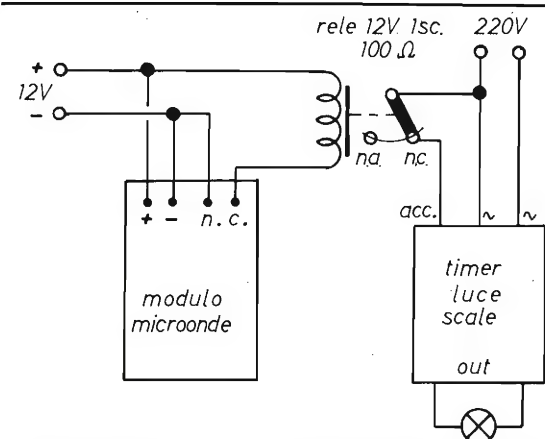 rele 12V. 1sc.
100 Ω
220V
+
12V
-
n.a.
n.c.
acc.
~
~
+ - n. c.
modulo
microonde
timer
luce
scale
out